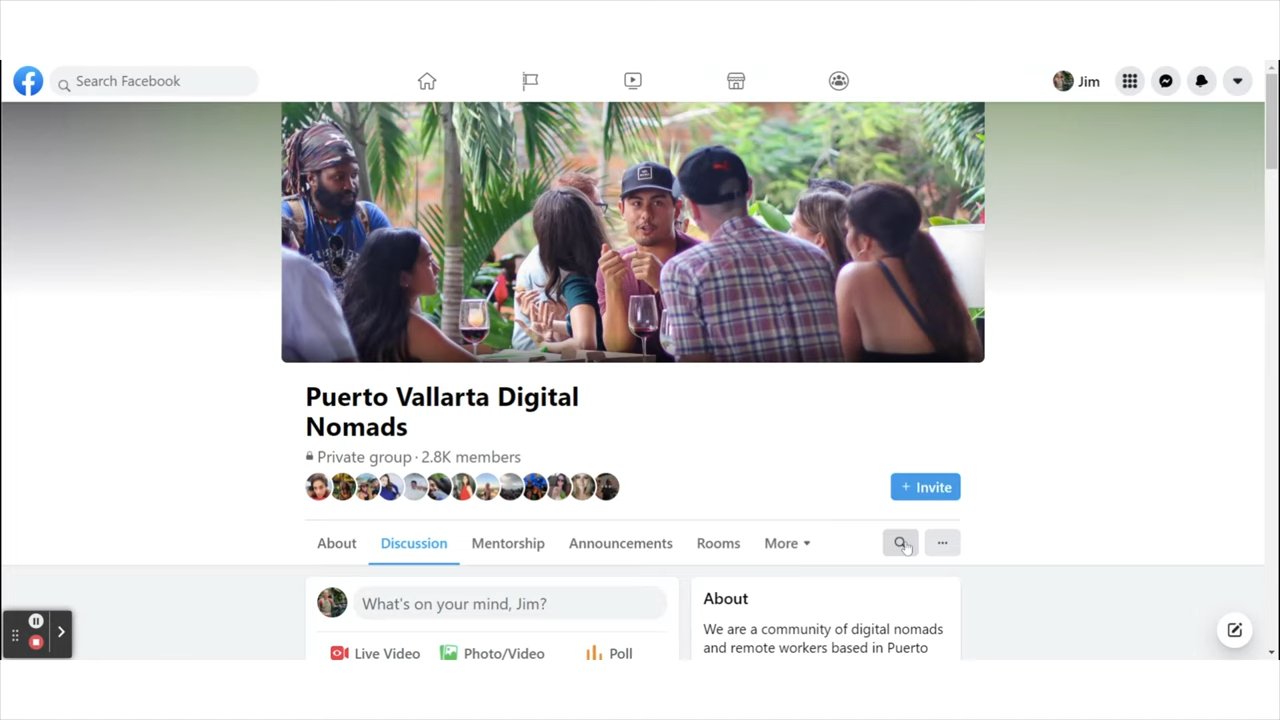 Search Facebook
Jim
Puerto Vallarta Digital
Nomads
Private group · 2.8K members
+ Invite
About
Discussion
Mentorship
Announcements
Rooms
More
...
What's on your mind, Jim?
Live Video
Photo/Video
Poll
About
We are a community of digital nomads
and remote workers based in Puerto